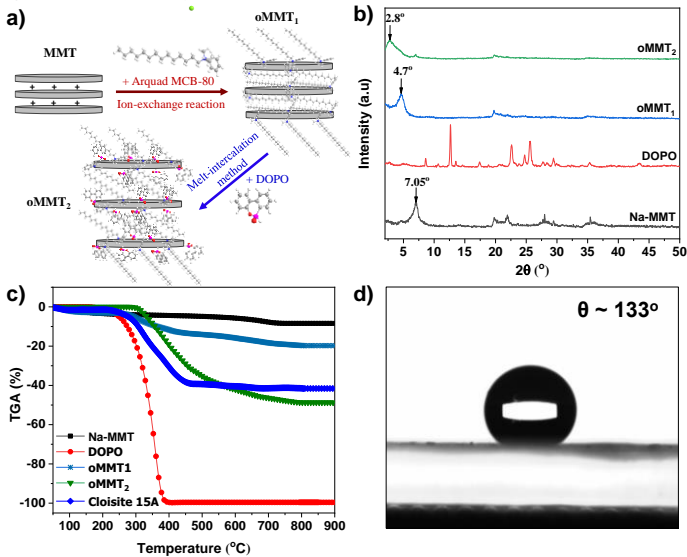 a)
MMT
+ Arquad MCB-80
Ion-exchange reaction
oMMT₁
Melt-intercalation
method
+ DOPO
oMMT₂
b)
Intensity (a.u)
2.8°
oMMT₂
4.7°
oMMT₁
DOPO
7.05°
Na-MMT
5 10 15 20 25 30 35 40 45 50
2θ (°)
c)
TGA (%)
0
-20
-40
-60
-80
-100
Na-MMT
DOPO
oMMT1
oMMT₂
Cloisite 15A
100 200 300 400 500 600 700 800 900
Temperature (°C)
d)
θ ~ 133°